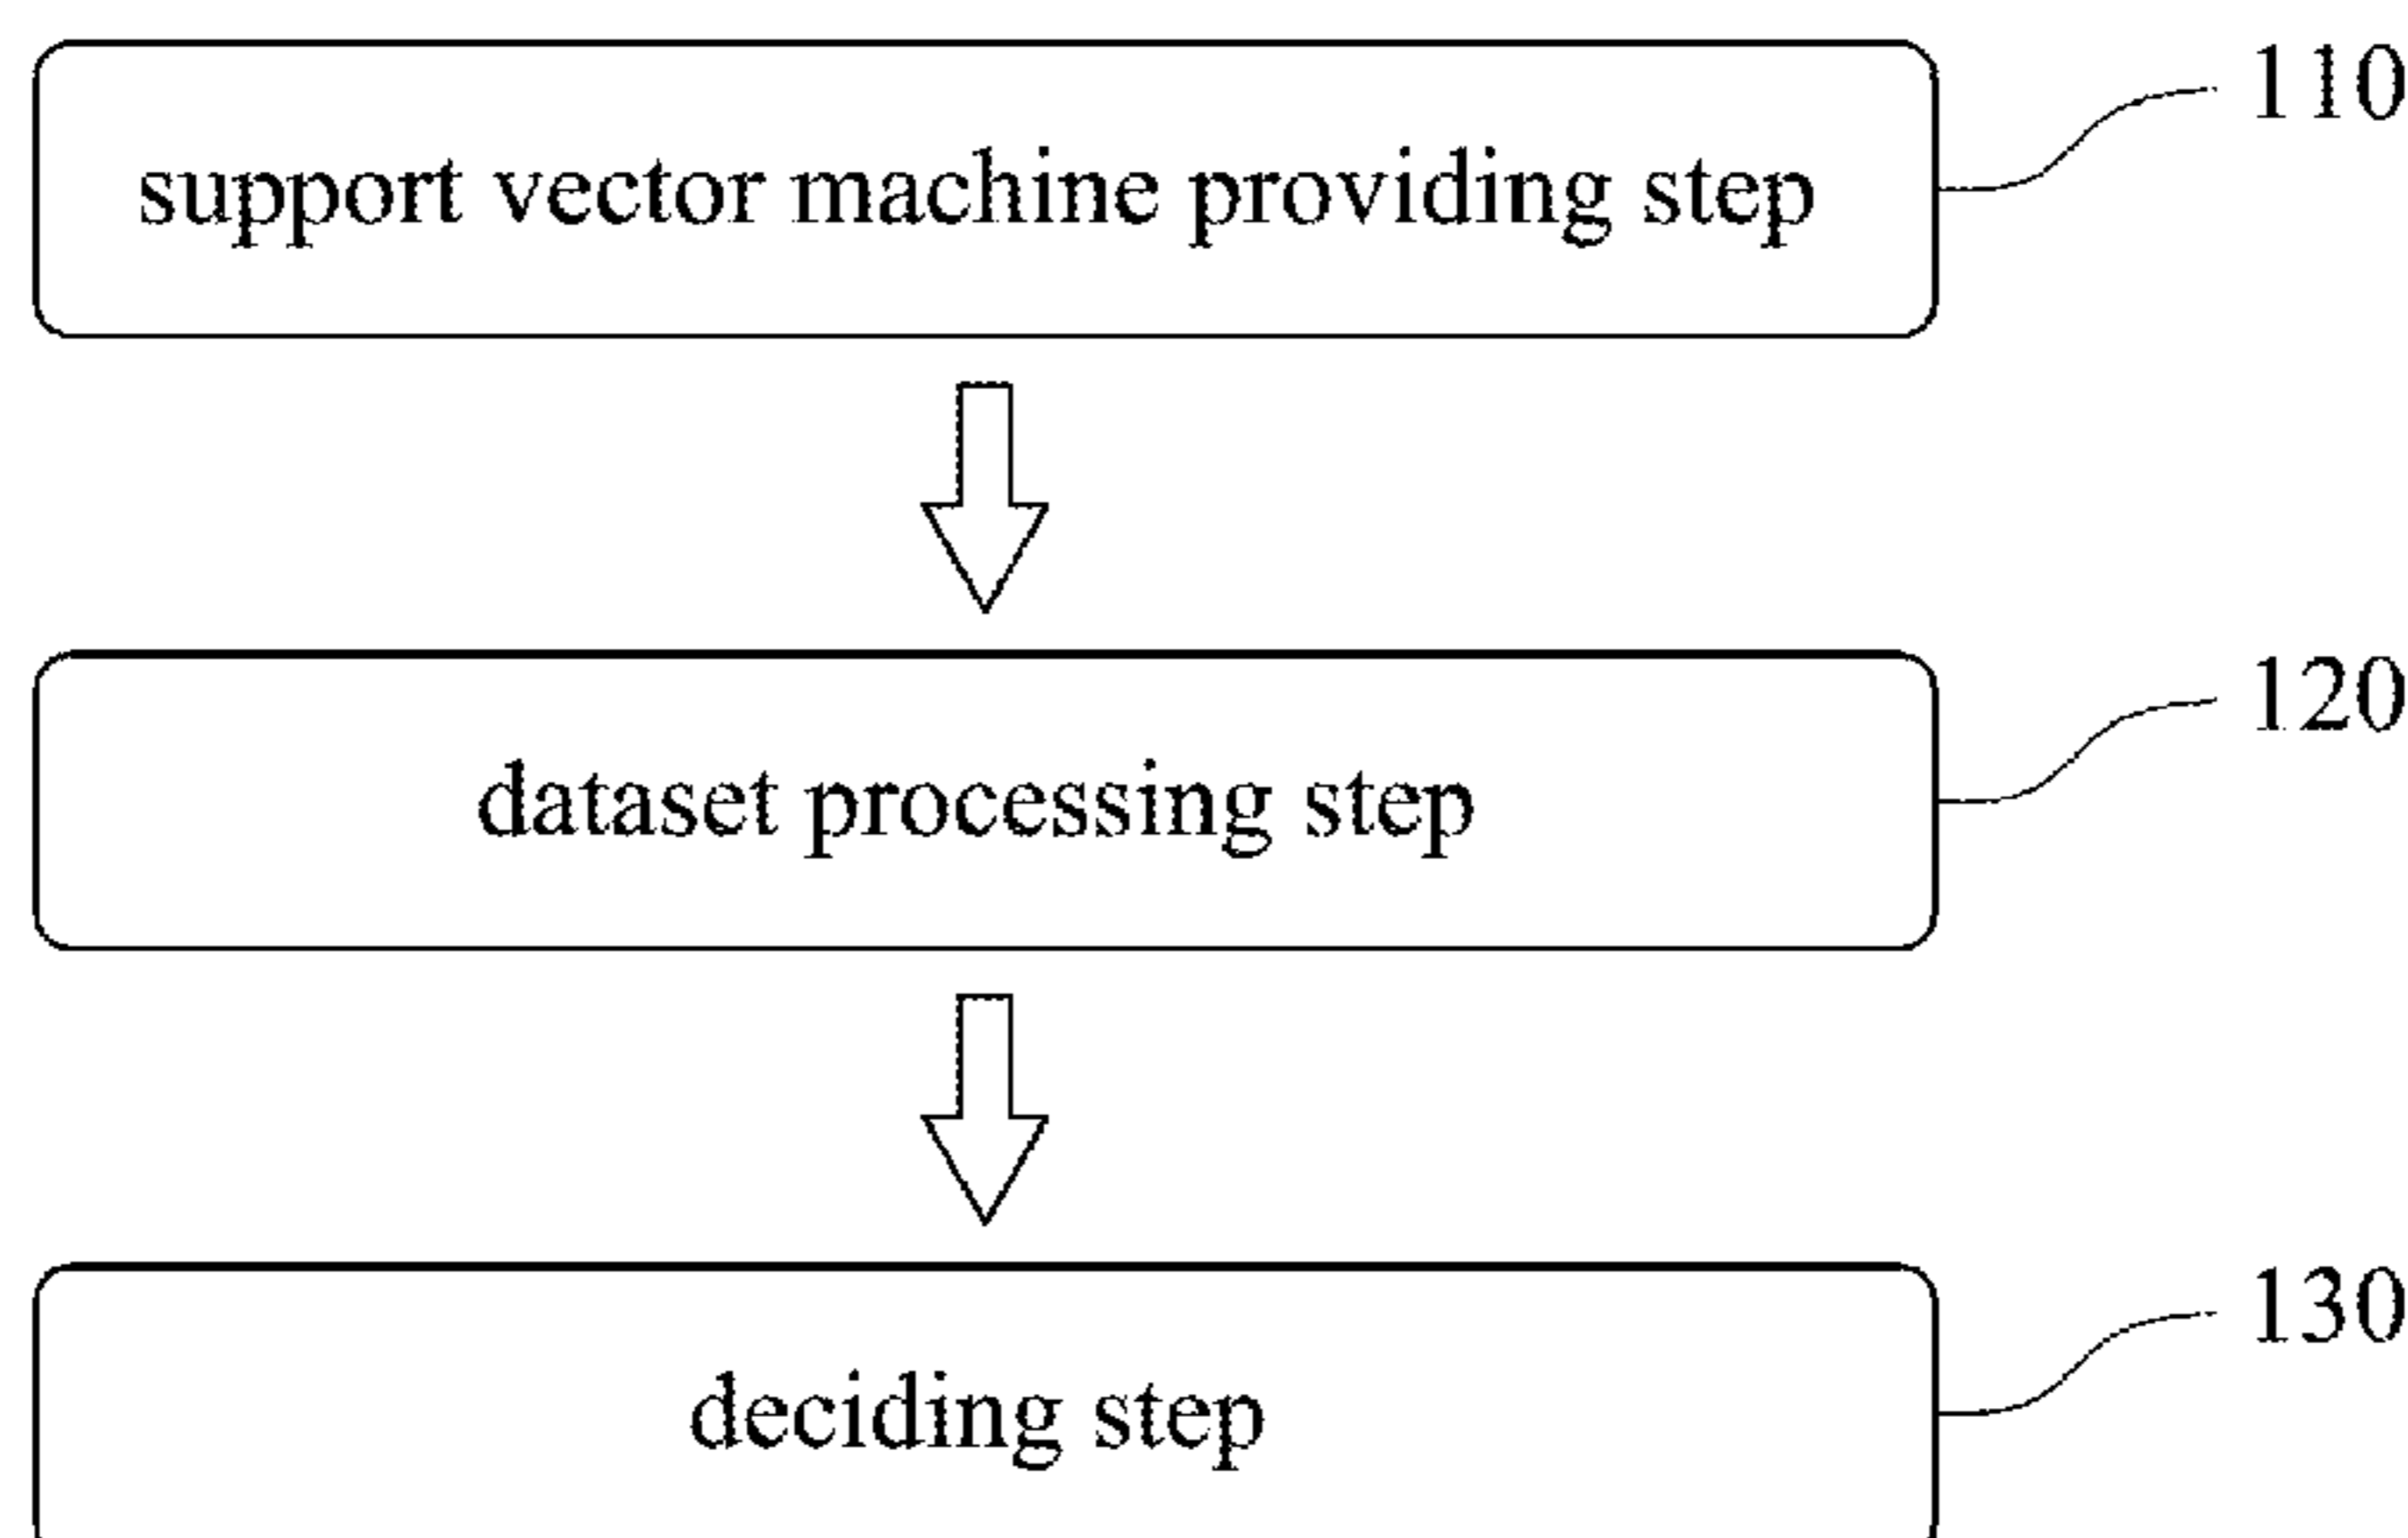 110
support vector machine providing step
120
dataset processing step
130
deciding step